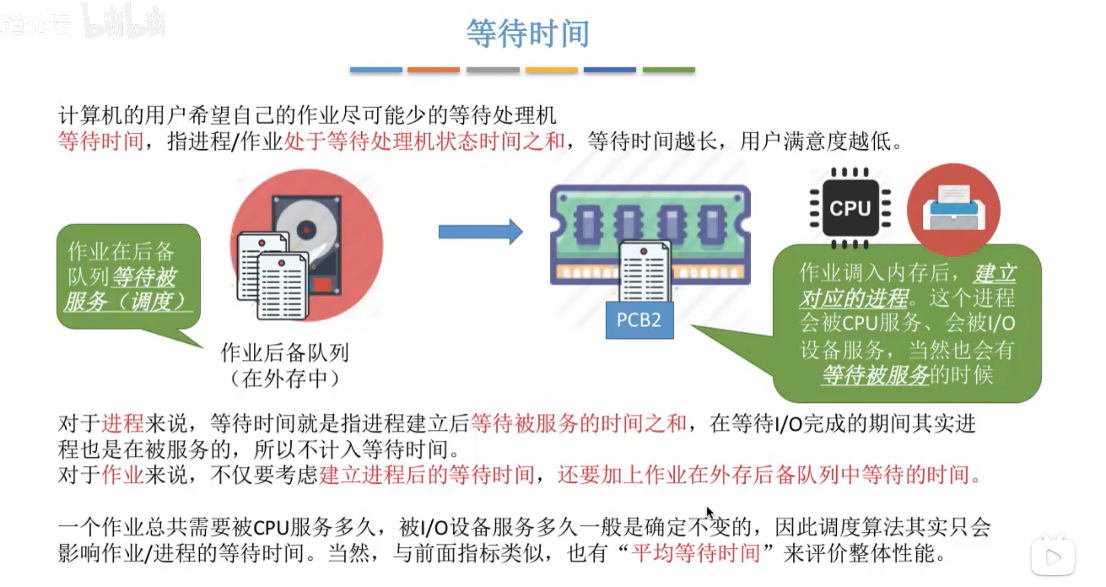 道论坛 bilibili
等待时间
计算机的用户希望自己的作业尽可能少的等待处理机
等待时间，指进程/作业处于等待处理机状态时间之和，等待时间越长，用户满意度越低。
CPU
作业在后备
队列等待被
服务（调度）
作业调入内存后，建立
对应的进程。这个进程
会被CPU服务、会被I/O
设备服务，当然也会有
等待被服务的时候
PCB2
作业后备队列
（在外存中）
对于进程来说，等待时间就是指进程建立后等待被服务的时间之和，在等待I/O完成的期间其实进
程也是在被服务的，所以不计入等待时间。
对于作业来说，不仅要考虑建立进程后的等待时间，还要加上作业在外存后备队列中等待的时间。
一个作业总共需要被CPU服务多久，被I/O设备服务多久一般是确定不变的，因此调度算法其实只会
影响作业/进程的等待时间。当然，与前面指标类似，也有“平均等待时间”来评价整体性能。